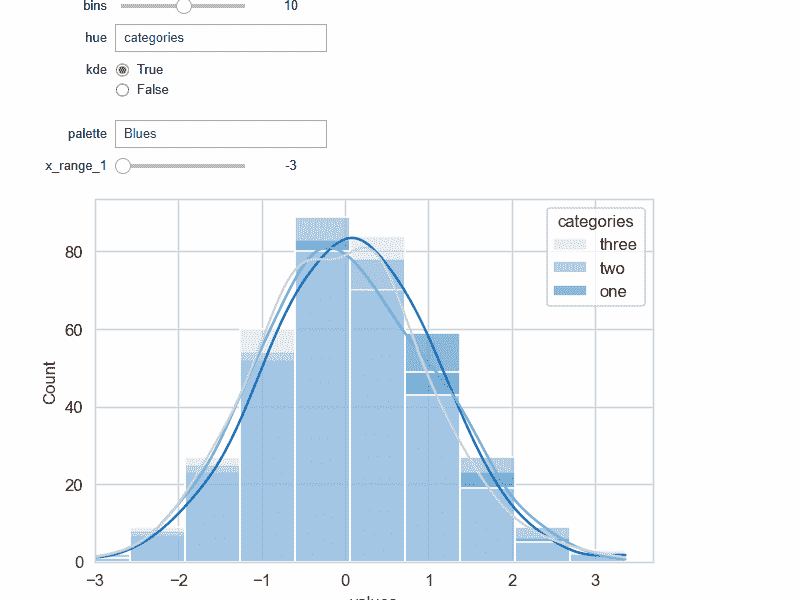 bins 10
hue categories
kde True
False
palette Blues
x_range_1 -3
categories
three
two
one
80
60
40
20
0
Count
−3 −2 −1 0 1 2 3
values